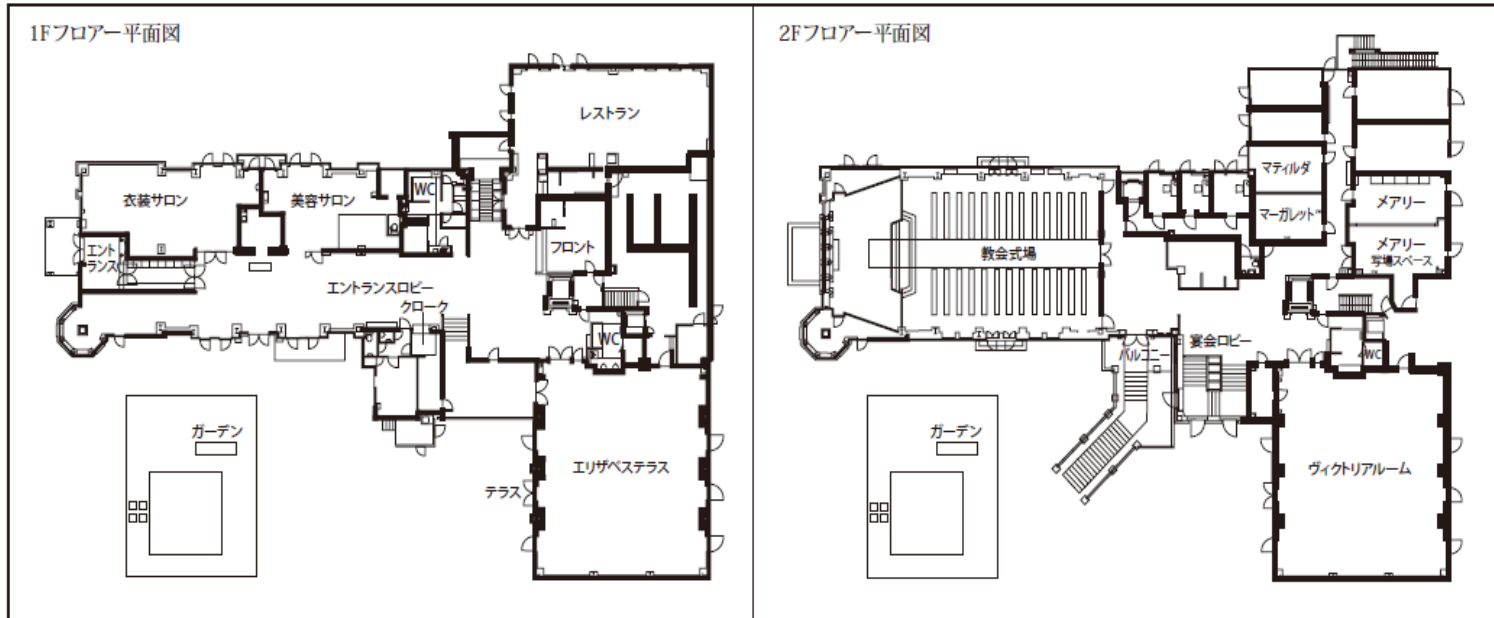 1Fフロアー平面図
レストラン
衣装サロン
美容サロン
WC
フロント
エント
ランス
エントランスロビー
クローク
WC
ガーデン
テラス
エリザベステラス
2Fフロアー平面図
マティルダ
マーガレット
メアリー
メアリー
写場スペース
教会式場
バルコニー
宴会ロビー
WC
ガーデン
ヴィクトリアルーム